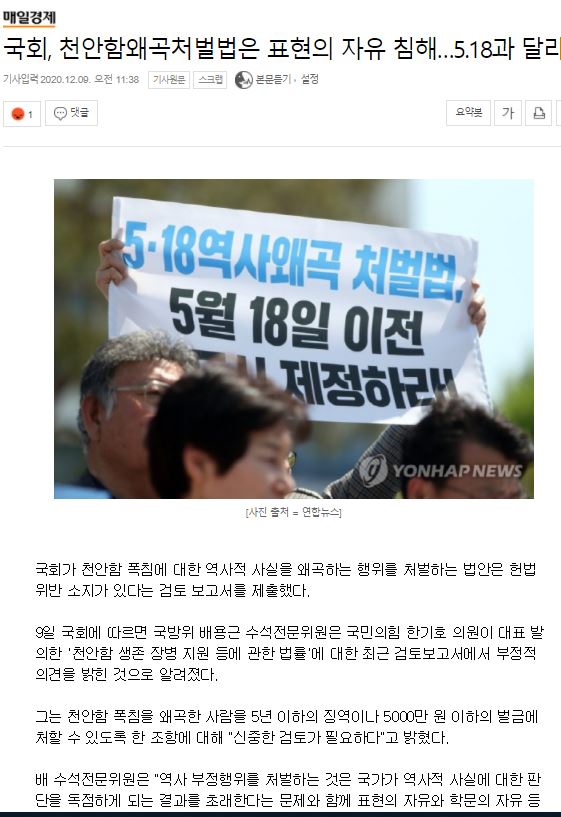 매일경제
국회, 천안함왜곡처벌법은 표현의 자유 침해…5.18과 달리
기사입력 2020.12.09. 오전 11:38 기사원문 스크랩 본문듣기 · 설정
1 댓글 요약봇 가
5·18역사왜곡 처벌법,
5월 18일 이전
제정하라!!
YONHAP NEWS
[사진 출처 = 연합뉴스]
국회가 천안함 폭침에 대한 역사적 사실을 왜곡하는 행위를 처벌하는 법안은 헌법
위반 소지가 있다는 검토 보고서를 제출했다.
9일 국회에 따르면 국방위 배용근 수석전문위원은 국민의힘 한기호 의원이 대표 발
의한 '천안함 생존 장병 지원 등에 관한 법률'에 대한 최근 검토보고서에서 부정적
의견을 밝힌 것으로 알려졌다.
그는 천안함 폭침을 왜곡한 사람을 5년 이하의 징역이나 5000만 원 이하의 벌금에
처할 수 있도록 한 조항에 대해 "신중한 검토가 필요하다"고 밝혔다.
배 수석전문위원은 "역사 부정행위를 처벌하는 것은 국가가 역사적 사실에 대한 판
단을 독점하게 되는 결과를 초래한다는 문제와 함께 표현의 자유와 학문의 자유 등